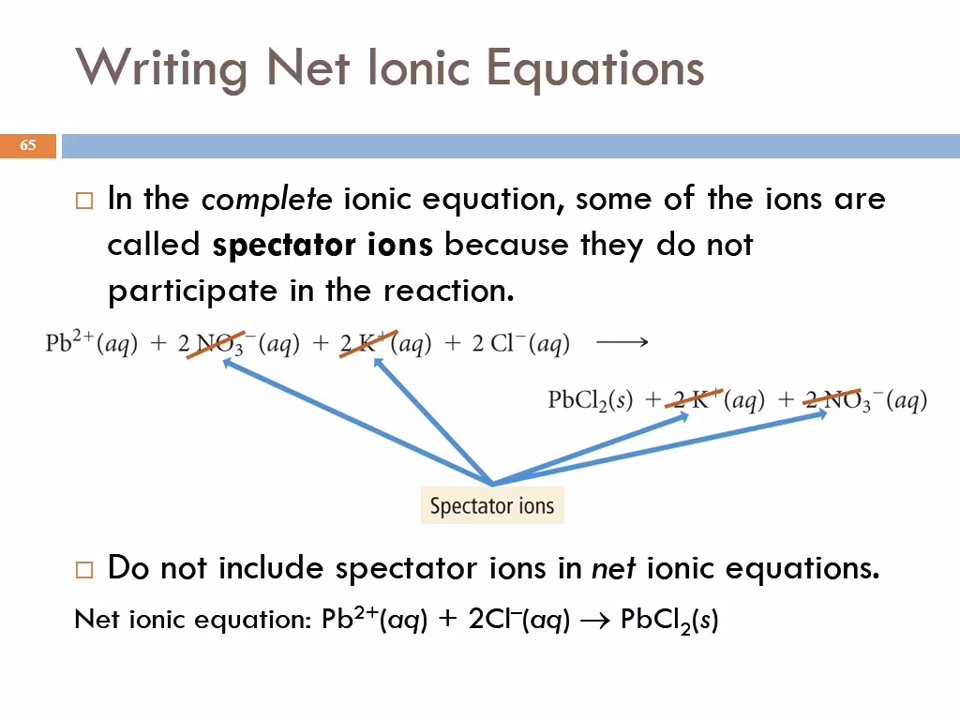 Writing Net Ionic Equations
65
In the complete ionic equation, some of the ions are
called spectator ions because they do not
participate in the reaction.
Pb²⁺(aq) + 2 NO₃⁻(aq) + 2 K⁺(aq) + 2 Cl⁻(aq) ⟶
PbCl₂(s) + 2 K⁺(aq) + 2 NO₃⁻(aq)
Spectator ions
Do not include spectator ions in net ionic equations.
Net ionic equation: Pb²⁺(aq) + 2Cl⁻(aq) → PbCl₂(s)